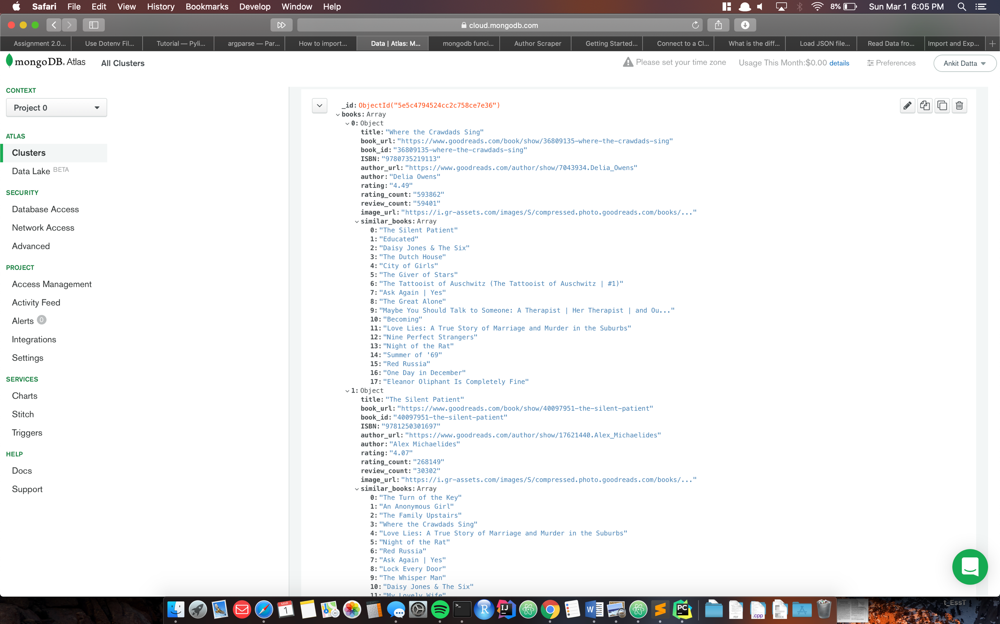 Safari File Edit View History Bookmarks Develop Window Help 8% Sun Mar 1 6:05 PM
cloud.mongodb.com
Assignment 2.0... Use Dotenv Fil... Tutorial — Pyli... argparse — Par... How to import... Data | Atlas: M... mongodb funci... Author Scraper Getting Started... Connect to a Cl... What is the diff... Load JSON file... Read Data fro... Import and Exp...
mongoDB. Atlas All Clusters Please set your time zone Usage This Month:$0.00 details Preferences Ankit Datta
CONTEXT
Project 0
ATLAS
Clusters
Data Lake BETA
SECURITY
Database Access
Network Access
Advanced
PROJECT
Access Management
Activity Feed
Alerts 0
Integrations
Settings
SERVICES
Charts
Stitch
Triggers
HELP
Docs
Support
_id: ObjectId("5e5c4794524cc2c758ce7e36")
books: Array
0: Object
title: "Where the Crawdads Sing"
book_url: "https://www.goodreads.com/book/show/36809135-where-the-crawdads-sing"
book_id: "36809135-where-the-crawdads-sing"
ISBN: "9780735219113"
author_url: "https://www.goodreads.com/author/show/7043934.Delia_Owens"
author: "Delia Owens"
rating: "4.49"
rating_count: "593862"
review_count: "59401"
image_url: "https://i.gr-assets.com/images/S/compressed.photo.goodreads.com/books/..."
similar_books: Array
0: "The Silent Patient"
1: "Educated"
2: "Daisy Jones & The Six"
3: "The Dutch House"
4: "City of Girls"
5: "The Giver of Stars"
6: "The Tattooist of Auschwitz (The Tattooist of Auschwitz | #1)"
7: "Ask Again | Yes"
8: "The Great Alone"
9: "Maybe You Should Talk to Someone: A Therapist | Her Therapist | and Ou..."
10: "Becoming"
11: "Love Lies: A True Story of Marriage and Murder in the Suburbs"
12: "Nine Perfect Strangers"
13: "Night of the Rat"
14: "Summer of '69"
15: "Red Russia"
16: "One Day in December"
17: "Eleanor Oliphant Is Completely Fine"
1: Object
title: "The Silent Patient"
book_url: "https://www.goodreads.com/book/show/40097951-the-silent-patient"
book_id: "40097951-the-silent-patient"
ISBN: "9781250301697"
author_url: "https://www.goodreads.com/author/show/17621440.Alex_Michaelides"
author: "Alex Michaelides"
rating: "4.07"
rating_count: "268149"
review_count: "30302"
image_url: "https://i.gr-assets.com/images/S/compressed.photo.goodreads.com/books/..."
similar_books: Array
0: "The Turn of the Key"
1: "An Anonymous Girl"
2: "The Family Upstairs"
3: "Where the Crawdads Sing"
4: "Love Lies: A True Story of Marriage and Murder in the Suburbs"
5: "Night of the Rat"
6: "Red Russia"
7: "Ask Again | Yes"
8: "Lock Every Door"
9: "The Whisper Man"
10: "Daisy Jones & The Six"
11: "My Lovely Wife"
MAR
1
>_
R
IJ
W
PC
PDF
.cpp
DOCX
t_EssT